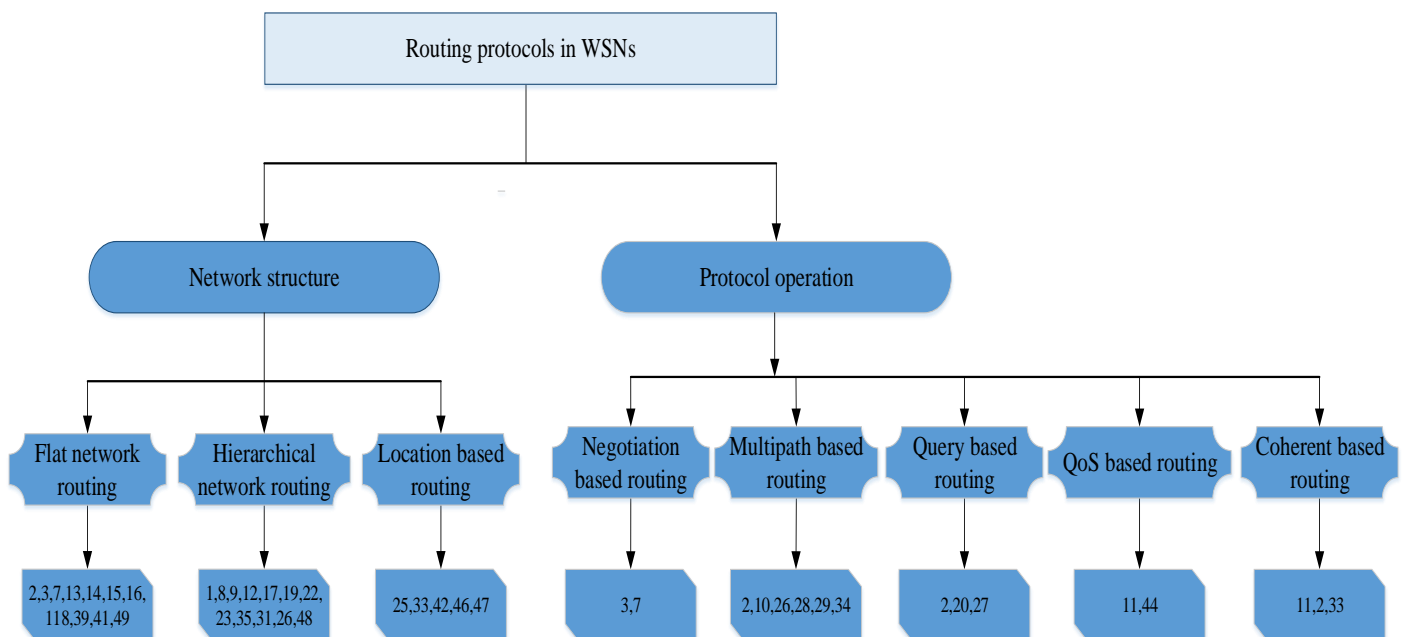 Routing protocols in WSNs
Network structure
Protocol operation
Flat network
routing
Hierarchical
network routing
Location based
routing
Negotiation
based routing
Multipath based
routing
Query based
routing
QoS based routing
Coherent based
routing
2,3,7,13,14,15,16,
118,39,41,49
1,8,9,12,17,19,22,
23,35,31,26,48
25,33,42,46,47
3,7
2,10,26,28,29,34
2,20,27
11,44
11,2,33